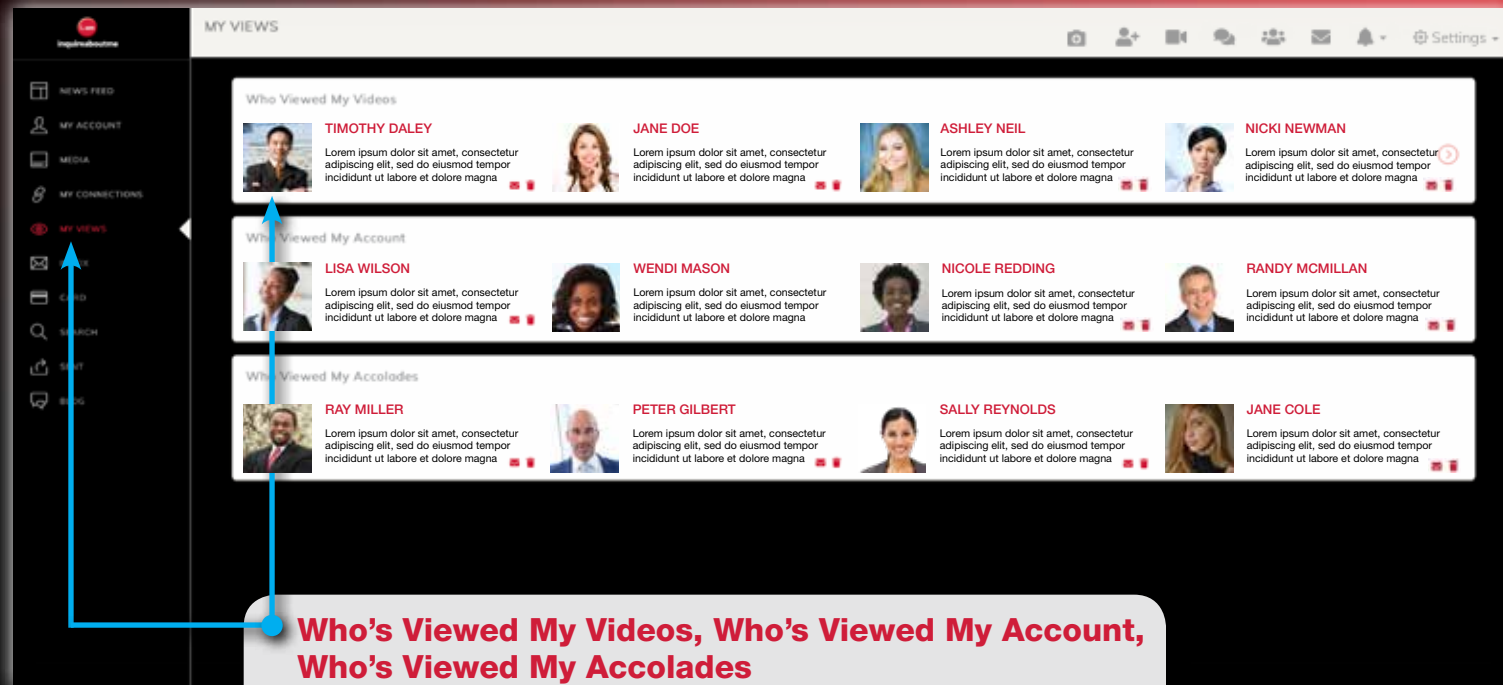 inquireaboutme
MY VIEWS
Settings
NEWS FEED
MY ACCOUNT
MEDIA
MY CONNECTIONS
MY VIEWS
SEARCH
SENT
BLOG
Who Viewed My Videos
TIMOTHY DALEY
Lorem ipsum dolor sit amet, consectetur
adipiscing elit, sed do eiusmod tempor
incididunt ut labore et dolore magna
JANE DOE
Lorem ipsum dolor sit amet, consectetur
adipiscing elit, sed do eiusmod tempor
incididunt ut labore et dolore magna
ASHLEY NEIL
Lorem ipsum dolor sit amet, consectetur
adipiscing elit, sed do eiusmod tempor
incididunt ut labore et dolore magna
NICKI NEWMAN
Lorem ipsum dolor sit amet, consectetur
adipiscing elit, sed do eiusmod tempor
incididunt ut labore et dolore magna
Who Viewed My Account
LISA WILSON
Lorem ipsum dolor sit amet, consectetur
adipiscing elit, sed do eiusmod tempor
incididunt ut labore et dolore magna
WENDI MASON
Lorem ipsum dolor sit amet, consectetur
adipiscing elit, sed do eiusmod tempor
incididunt ut labore et dolore magna
NICOLE REDDING
Lorem ipsum dolor sit amet, consectetur
adipiscing elit, sed do eiusmod tempor
incididunt ut labore et dolore magna
RANDY MCMILLAN
Lorem ipsum dolor sit amet, consectetur
adipiscing elit, sed do eiusmod tempor
incididunt ut labore et dolore magna
Who Viewed My Accolades
RAY MILLER
Lorem ipsum dolor sit amet, consectetur
adipiscing elit, sed do eiusmod tempor
incididunt ut labore et dolore magna
PETER GILBERT
Lorem ipsum dolor sit amet, consectetur
adipiscing elit, sed do eiusmod tempor
incididunt ut labore et dolore magna
SALLY REYNOLDS
Lorem ipsum dolor sit amet, consectetur
adipiscing elit, sed do eiusmod tempor
incididunt ut labore et dolore magna
JANE COLE
Lorem ipsum dolor sit amet, consectetur
adipiscing elit, sed do eiusmod tempor
incididunt ut labore et dolore magna
Who's Viewed My Videos, Who's Viewed My Account,
Who's Viewed My Accolades